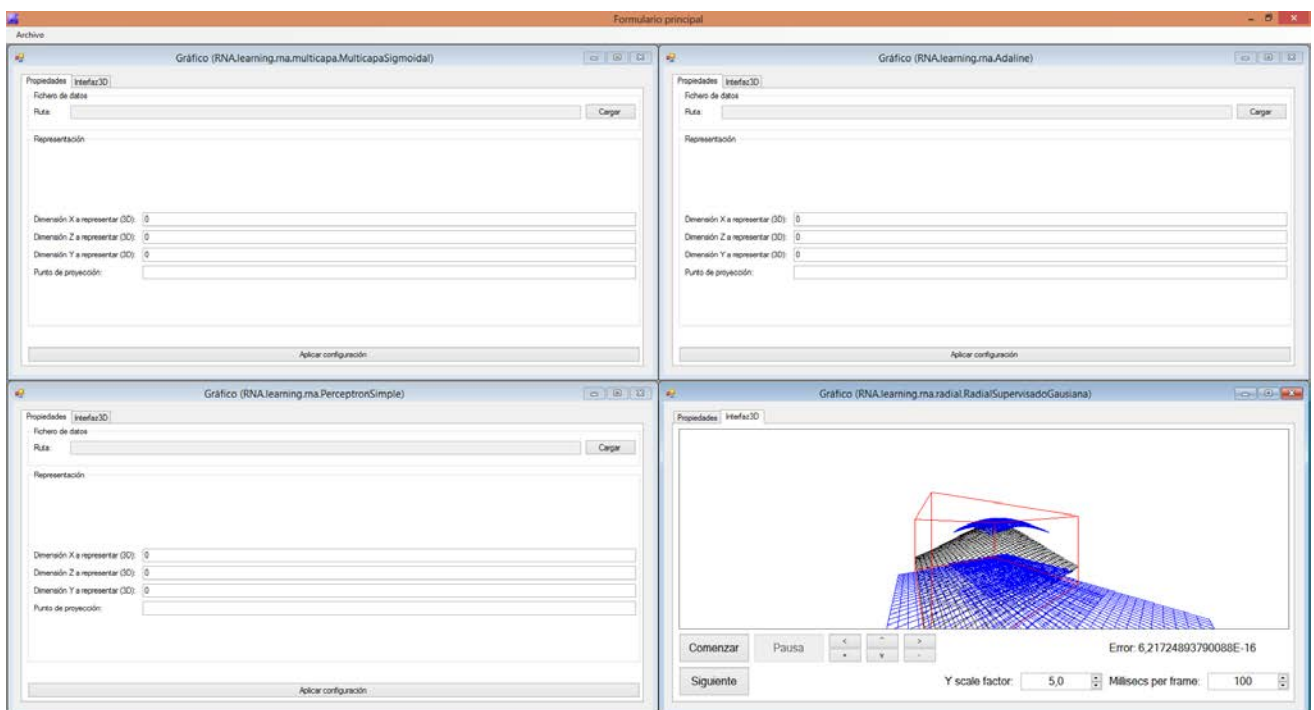 Formulario principal
Archivo
Gráfico (RNA.learning.rna.multicapa.MulticapaSigmoidal)
Propiedades Interfaz3D
Fichero de datos
Ruta: Cargar
Representación
Dimensión X a representar (3D): 0
Dimensión Z a representar (3D): 0
Dimensión Y a representar (3D): 0
Punto de proyección:
Aplicar configuración
Gráfico (RNA.learning.rna.Adaline)
Propiedades Interfaz3D
Fichero de datos
Ruta: Cargar
Representación
Dimensión X a representar (3D): 0
Dimensión Z a representar (3D): 0
Dimensión Y a representar (3D): 0
Punto de proyección:
Aplicar configuración
Gráfico (RNA.learning.rna.PerceptronSimple)
Propiedades Interfaz3D
Fichero de datos
Ruta: Cargar
Representación
Dimensión X a representar (3D): 0
Dimensión Z a representar (3D): 0
Dimensión Y a representar (3D): 0
Punto de proyección:
Aplicar configuración
Gráfico (RNA.learning.rna.radial.RadialSupervisadoGausiana)
Propiedades Interfaz3D
Comenzar Pausa < ^ > + v - Error: 6,21724893790088E-16
Siguiente Y scale factor: 5,0 Millisecs per frame: 100